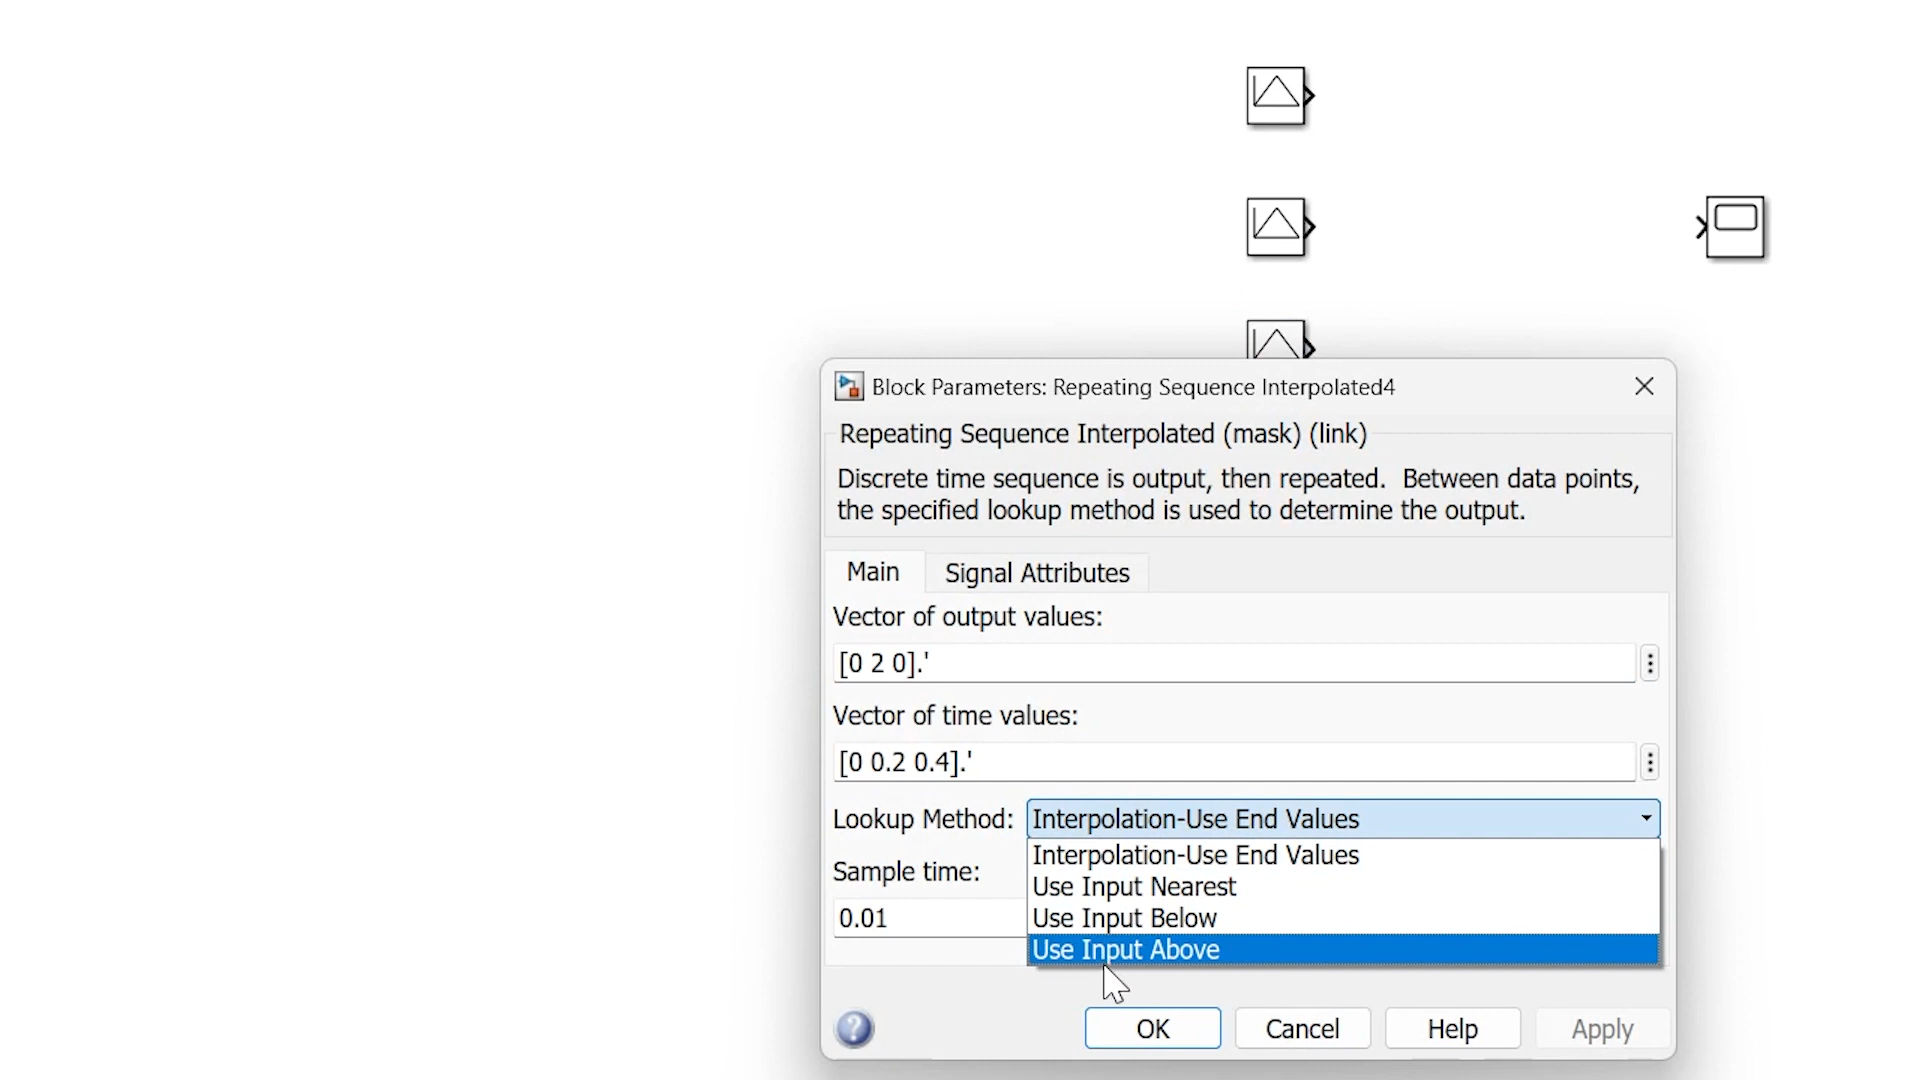 Block Parameters: Repeating Sequence Interpolated4
Repeating Sequence Interpolated (mask) (link)
Discrete time sequence is output, then repeated.  Between data points,
the specified lookup method is used to determine the output.
Main
Signal Attributes
Vector of output values:
[0 2 0].'
Vector of time values:
[0 0.2 0.4].'
Lookup Method: Interpolation-Use End Values
Interpolation-Use End Values
Use Input Nearest
Use Input Below
Use Input Above
Sample time:
0.01
OK
Cancel
Help
Apply